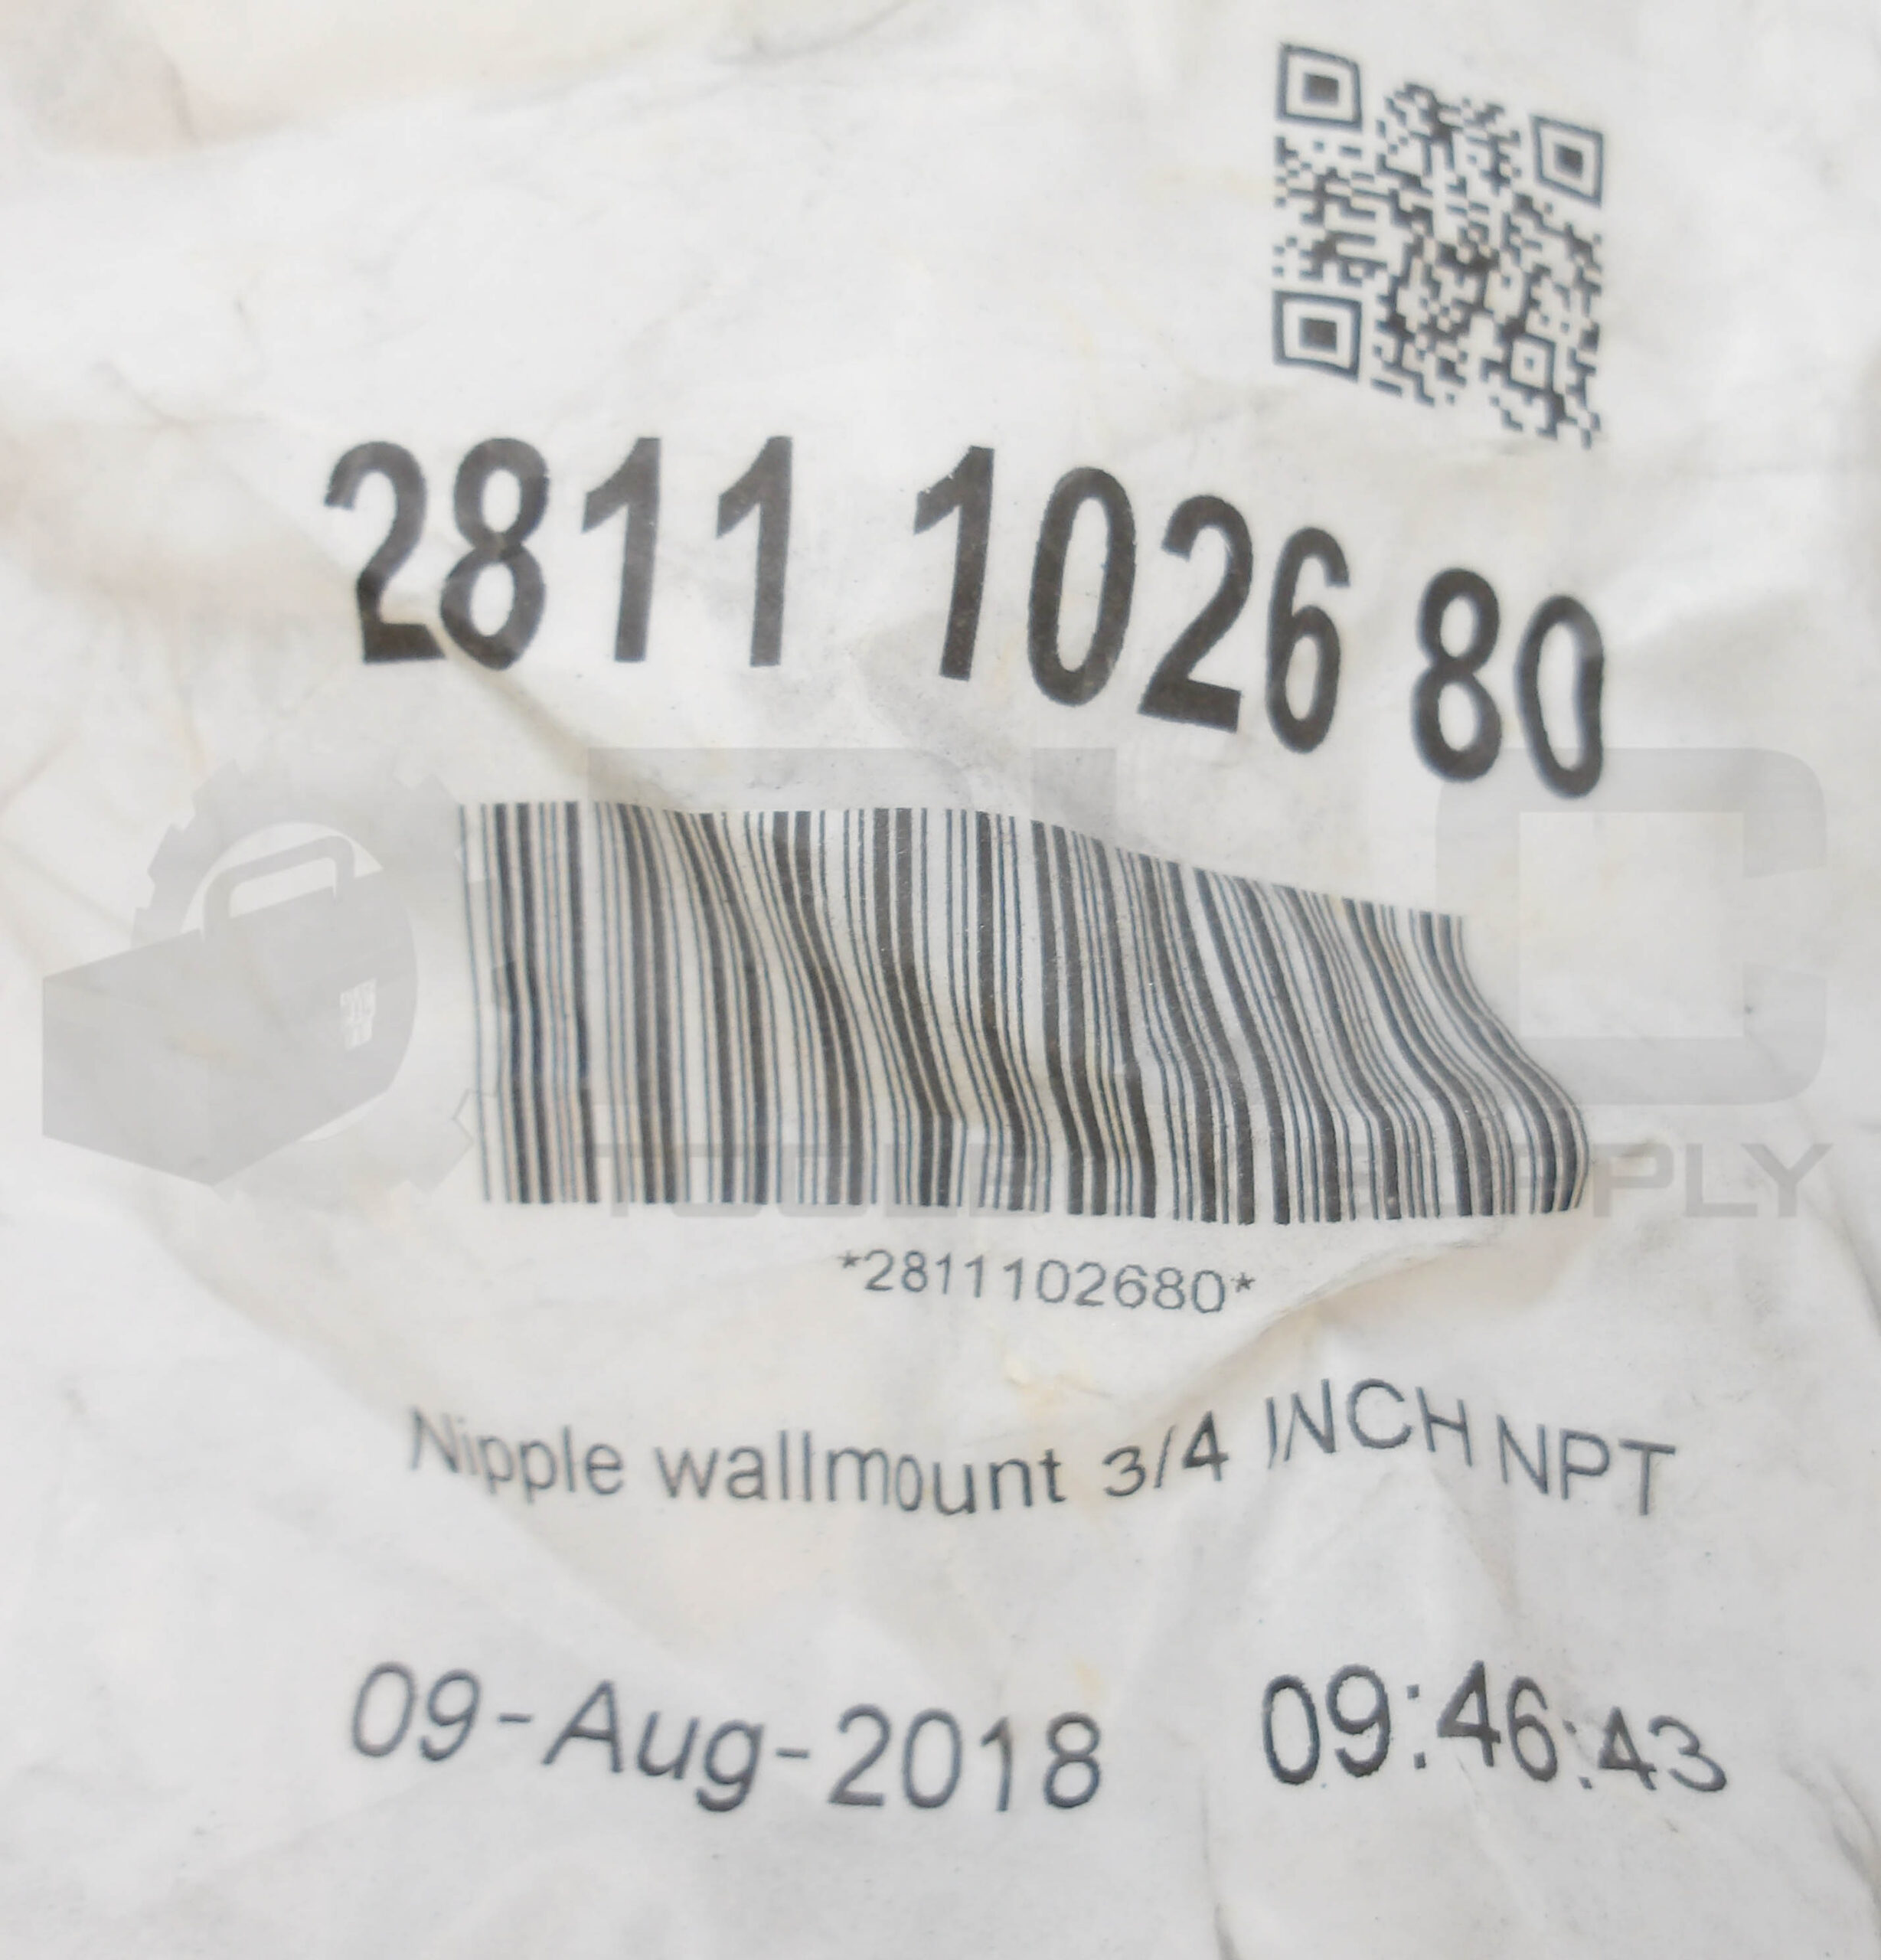 2811 1026 80
*2811102680*
Nipple wallmount 3/4 INCH NPT
09-Aug-2018 09:46:43